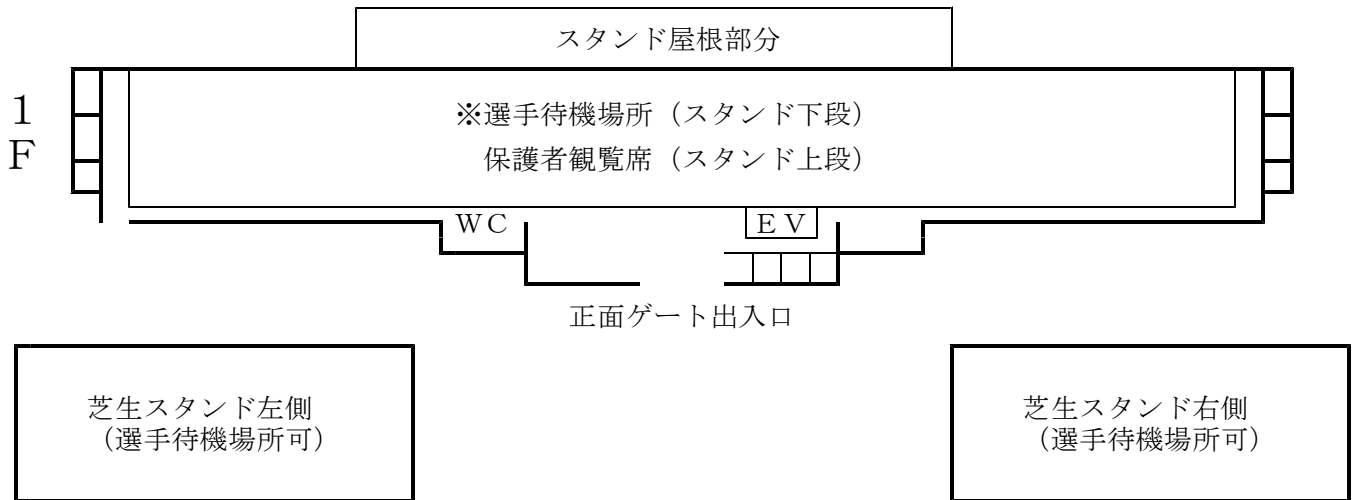 スタンド屋根部分
1
F
※選手待機場所（スタンド下段）
保護者観覧席（スタンド上段）
ＷＣ
ＥＶ
正面ゲート出入口
芝生スタンド左側
（選手待機場所可）
芝生スタンド右側
（選手待機場所可）